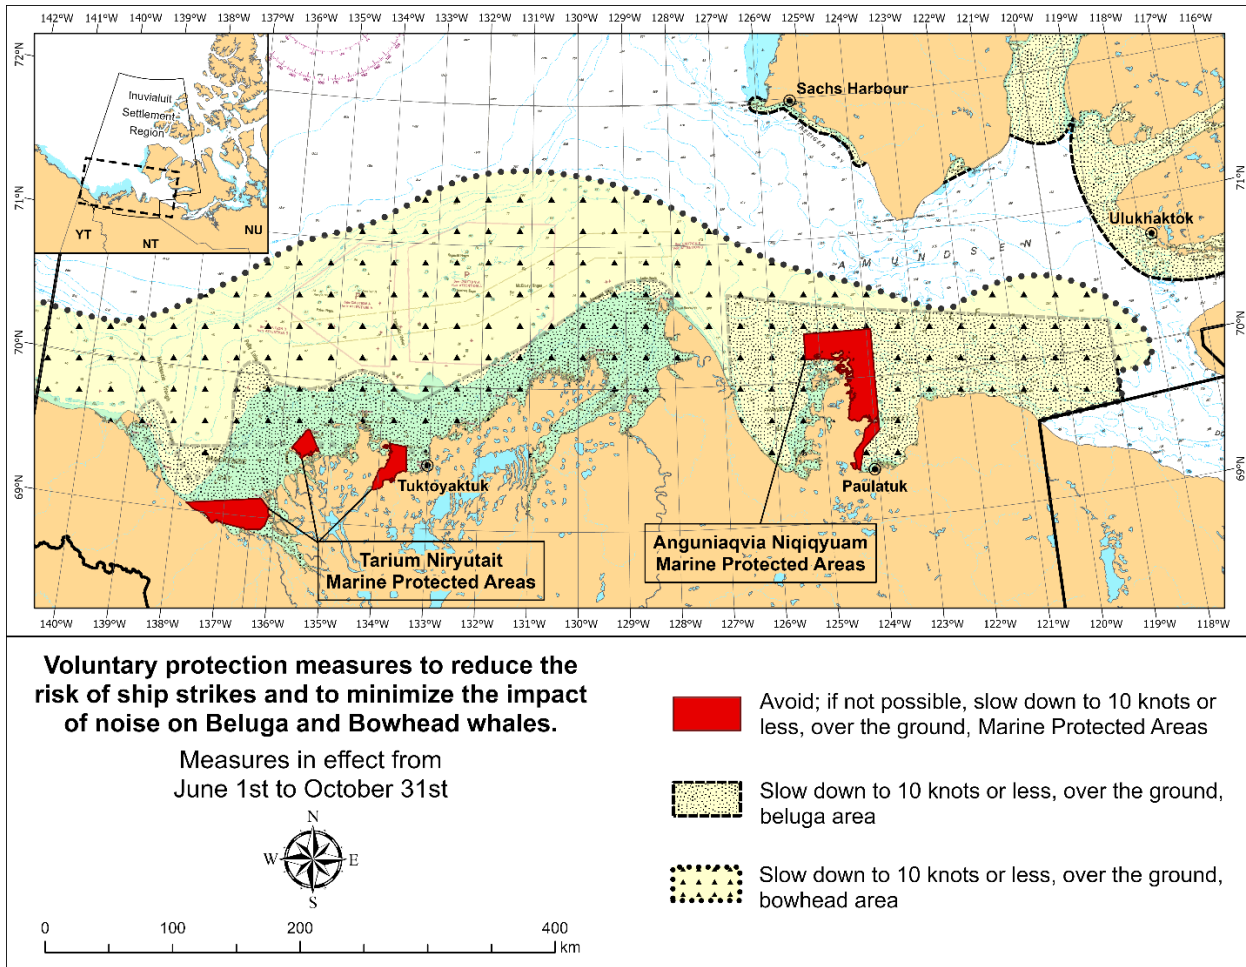 142°W 141°W 140°W 139°W 138°W 137°W 136°W 135°W 134°W 133°W 132°W 131°W 130°W 129°W 128°W 127°W 126°W 125°W 124°W 123°W 122°W 121°W 120°W 119°W 118°W 117°W 116°W
72°N
71°N
70°N
69°N
Inuvialuit
Settlement
Region
YT
NT
NU
Sachs Harbour
71°N
Ulukhaktok
AMUNDSEN
70°N
69°N
Tuktoyaktuk
Paulatuk
Tarium Niryutait
Marine Protected Areas
Anguniaqvia Niqiqyuam
Marine Protected Areas
140°W 139°W 138°W 137°W 136°W 135°W 134°W 133°W 132°W 131°W 130°W 129°W 128°W 127°W 126°W 125°W 124°W 123°W 122°W 121°W 120°W 119°W 118°W
Voluntary protection measures to reduce the
risk of ship strikes and to minimize the impact
of noise on Beluga and Bowhead whales.
Measures in effect from
June 1st to October 31st
N
W E
S
0 100 200 400
km
Avoid; if not possible, slow down to 10 knots or
less, over the ground, Marine Protected Areas
Slow down to 10 knots or less, over the ground,
beluga area
Slow down to 10 knots or less, over the ground,
bowhead area